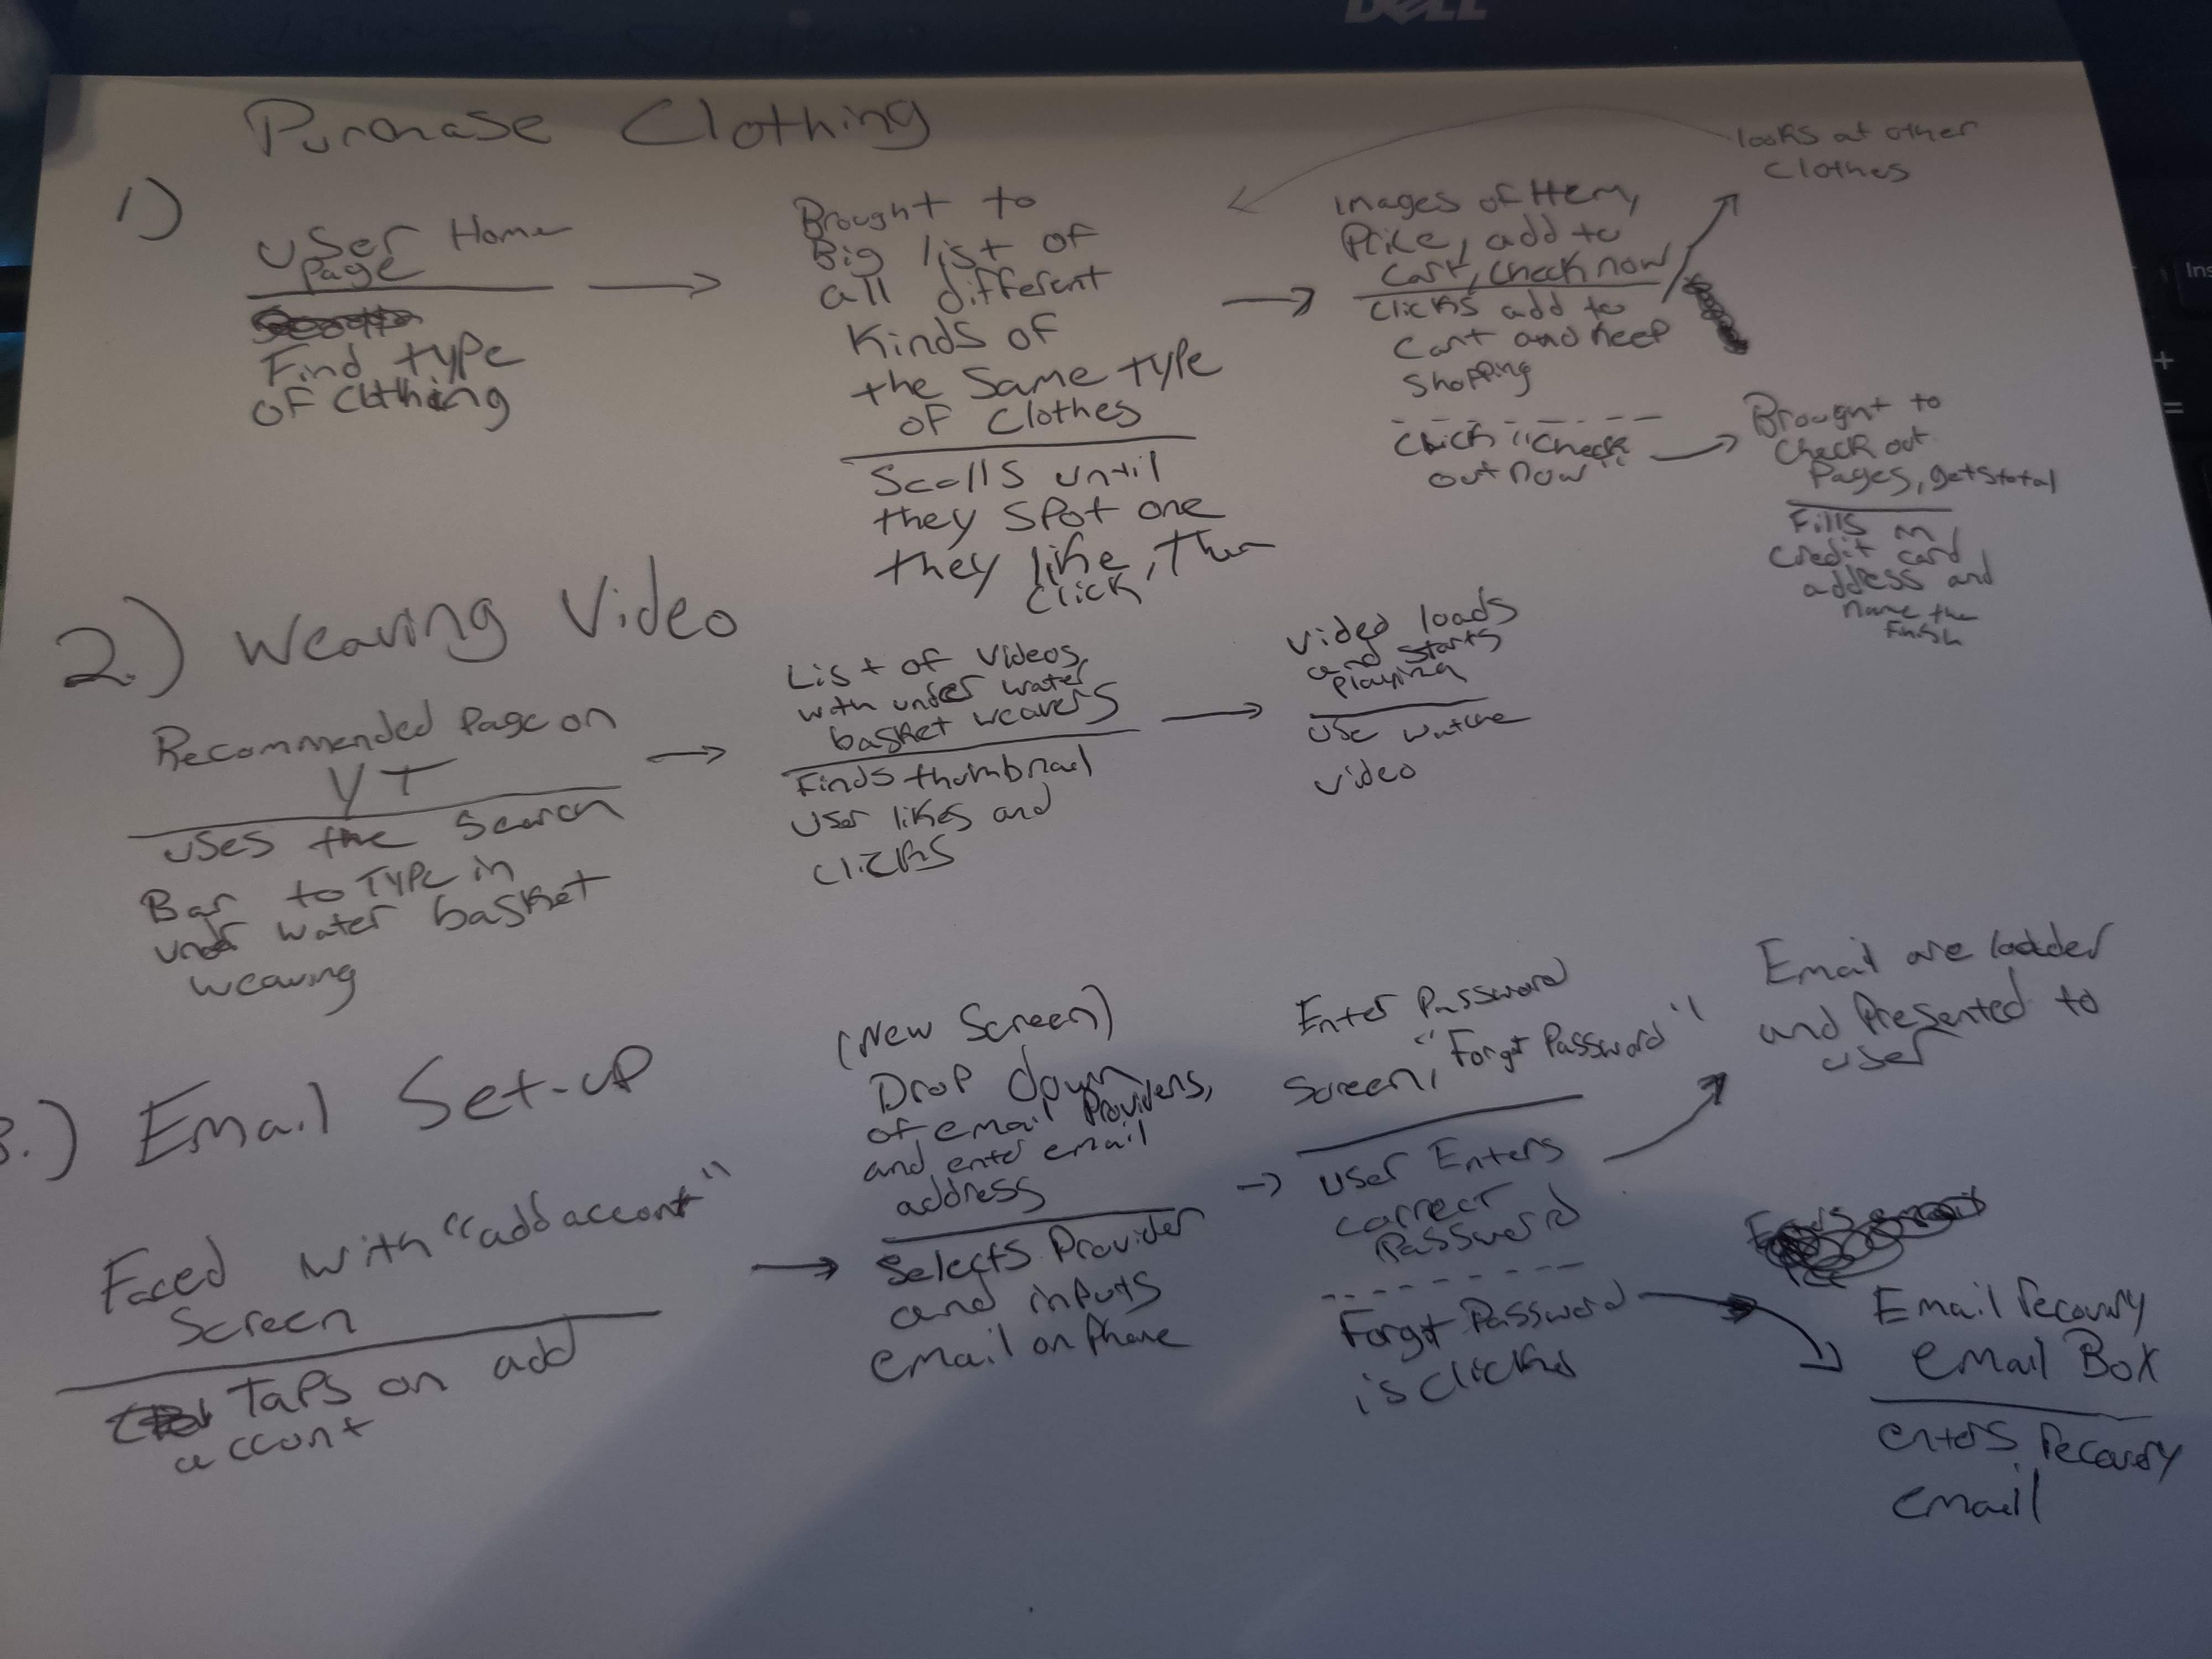 DELL
Ins
+
=
Purchase Clothing
1)
User Home
Page
Find type
of Clthing
Brought to
Big list of
all different
Kinds of
the Same type
of Clothes
Scolls until
they spot one
they like, Then
click
images of Item,
Price, add to
Cart, Check now
Clicks add to
Cart and keep
Shopping
Click "Check
out now"
looks at other
Clothes
Brought to
Check out
Pages, gets total
Fills in
credit card
address and
name then
Finish
2.) Weaving Video
Recommended Page on
YT
uses the Search
Bar to Type in
under water basket
weaving
List of Videos,
with under water
basket weavers
Finds thumbnail
User likes and
clicks
Video loads
and starts
Playing
video
3.) Email Set-up
Faced with "add account"
Screen
Taps on add
account
(New Screen)
Drop down
of email Providers,
and enter email
address
Selects Provider
and inputs
email on Phone
Enter Password
Screen, "Forgot Password"
User Enters
correct
Password
Forgot Password
is clicked
Email are
and Presented to
user
Email recovery
email Box
enters recovery
email